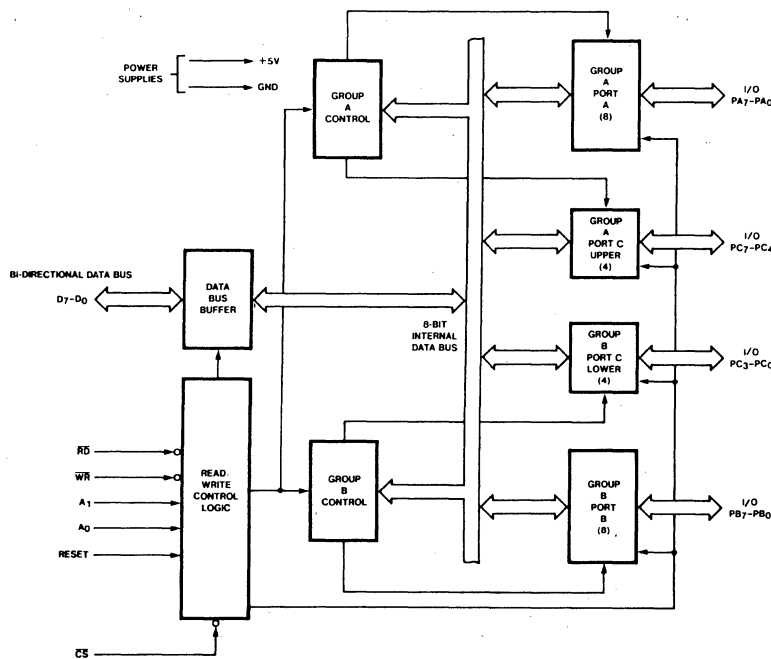 POWER
SUPPLIES
+5V
GND
GROUP
A
CONTROL
GROUP
A
PORT
A
(8)
I/O
PA7-PA0
GROUP
A
PORT C
UPPER
(4)
I/O
PC7-PC4
BI-DIRECTIONAL DATA BUS
D7-D0
DATA
BUS
BUFFER
8-BIT
INTERNAL
DATA BUS
GROUP
B
PORT C
LOWER
(4)
I/O
PC3-PC0
RD
WR
A1
A0
RESET
CS
READ-
WRITE
CONTROL
LOGIC
GROUP
B
CONTROL
GROUP
B
PORT
B
(8)
I/O
PB7-PB0